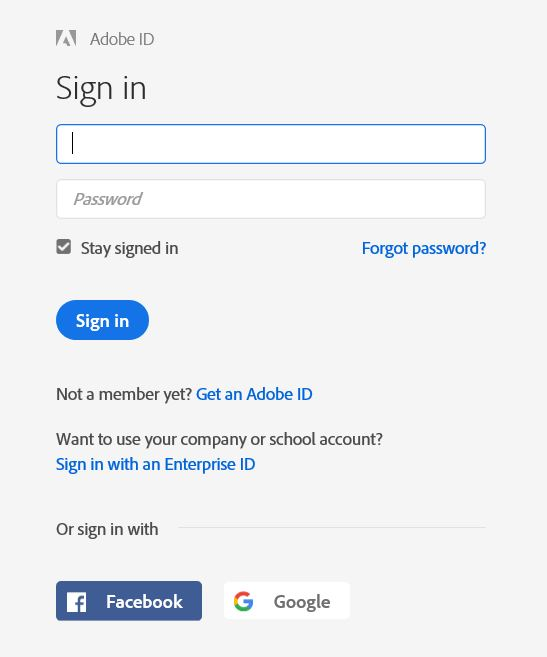 Adobe ID
Sign in
Password
Stay signed in Forgot password?
Sign in
Not a member yet? Get an Adobe ID
Want to use your company or school account?
Sign in with an Enterprise ID
Or sign in with
Facebook Google